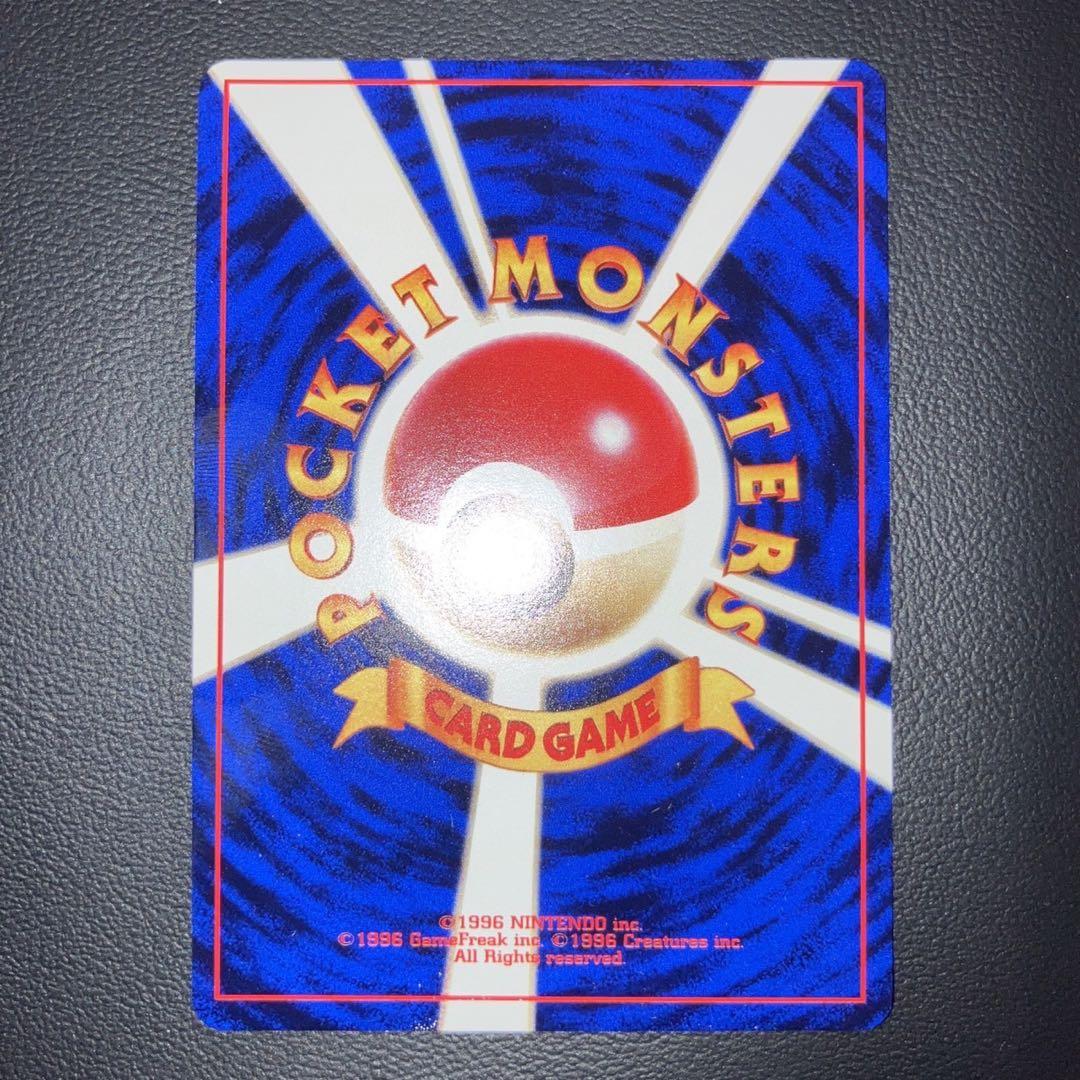 POCKET MONSTERS
CARD GAME
©1996 NINTENDO inc.
©1996 GameFreak inc. ©1996 Creatures inc.
All Rights reserved.